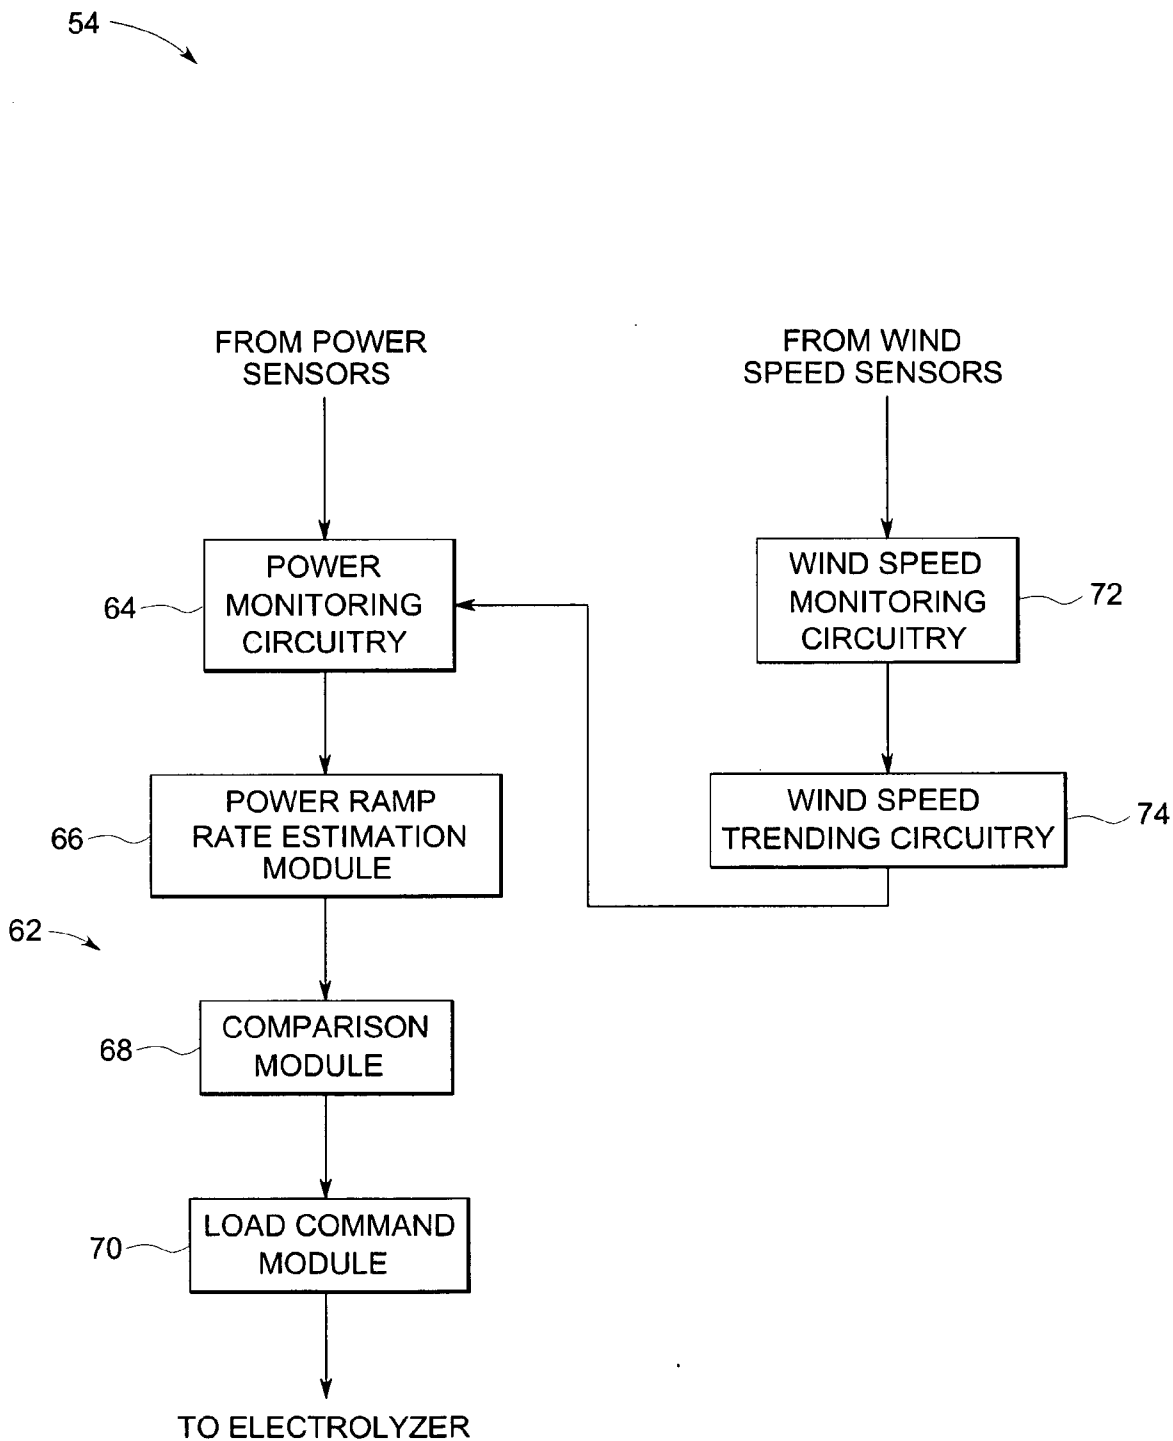 54
FROM POWER
SENSORS
FROM WIND
SPEED SENSORS
POWER
MONITORING
CIRCUITRY
64
WIND SPEED
MONITORING
CIRCUITRY
72
POWER RAMP
RATE ESTIMATION
MODULE
66
WIND SPEED
TRENDING CIRCUITRY
74
62
COMPARISON
MODULE
68
LOAD COMMAND
MODULE
70
TO ELECTROLYZER